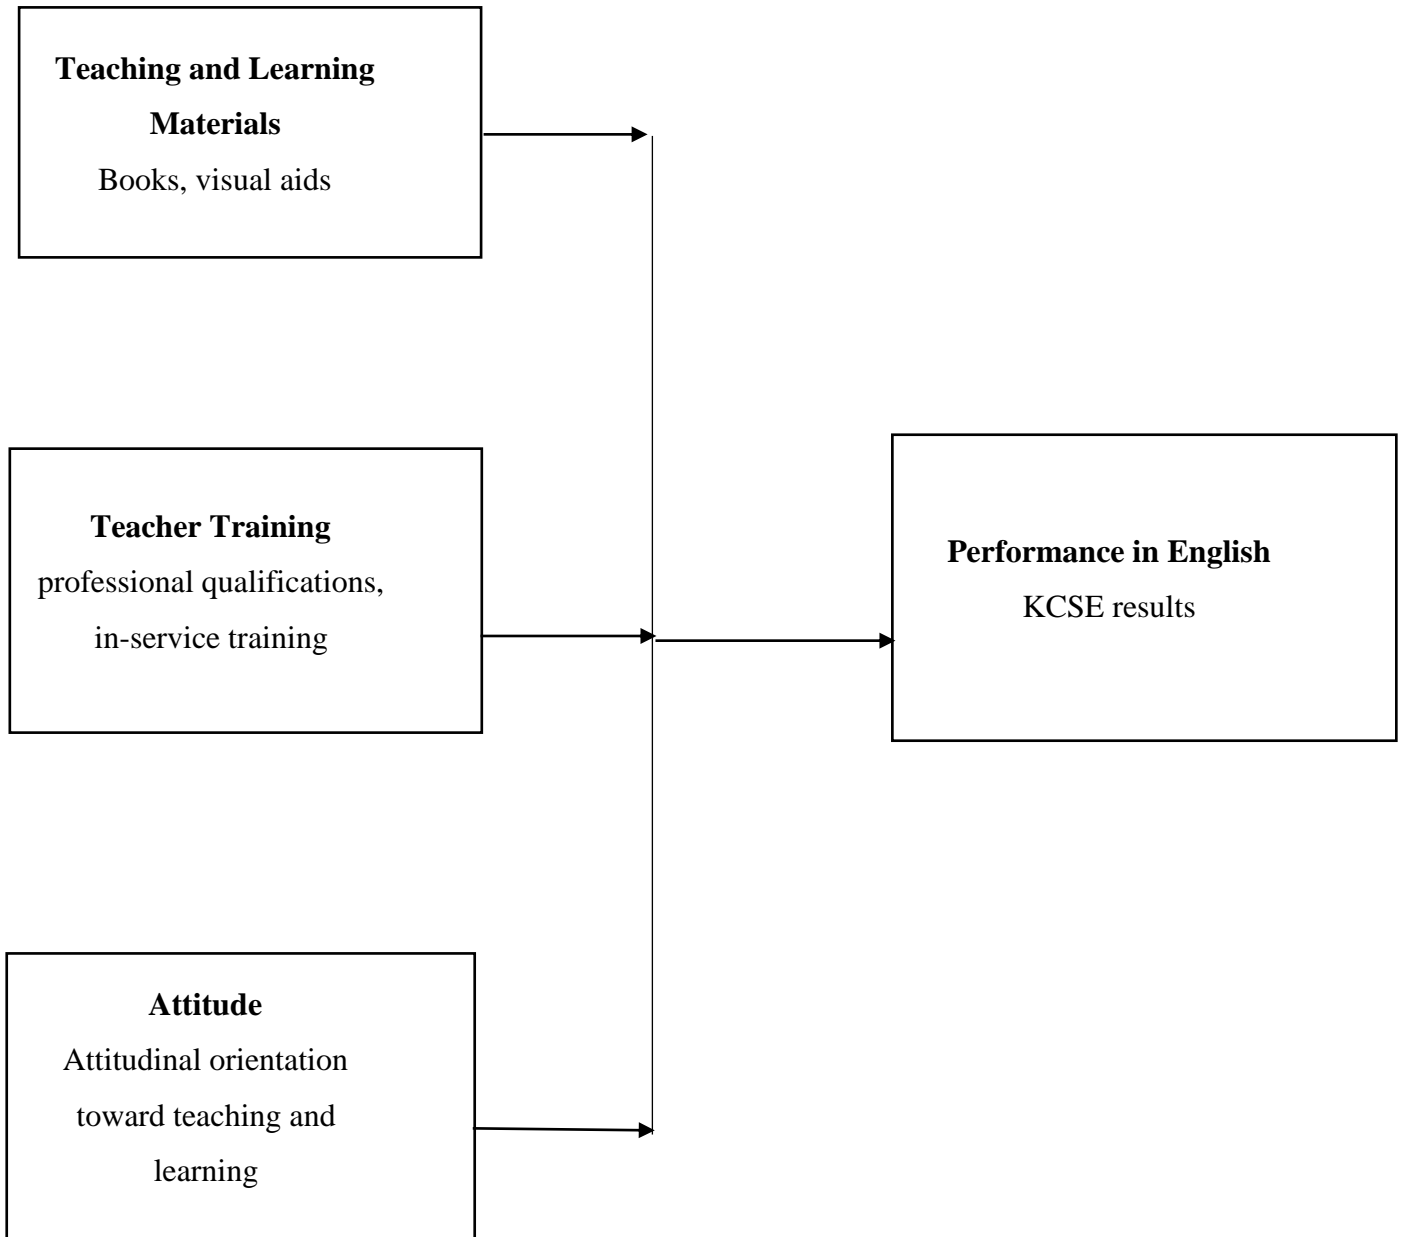 Teaching and Learning
Materials
Books, visual aids
Teacher Training
professional qualifications,
in-service training
Performance in English
KCSE results
Attitude
Attitudinal orientation
toward teaching and
learning